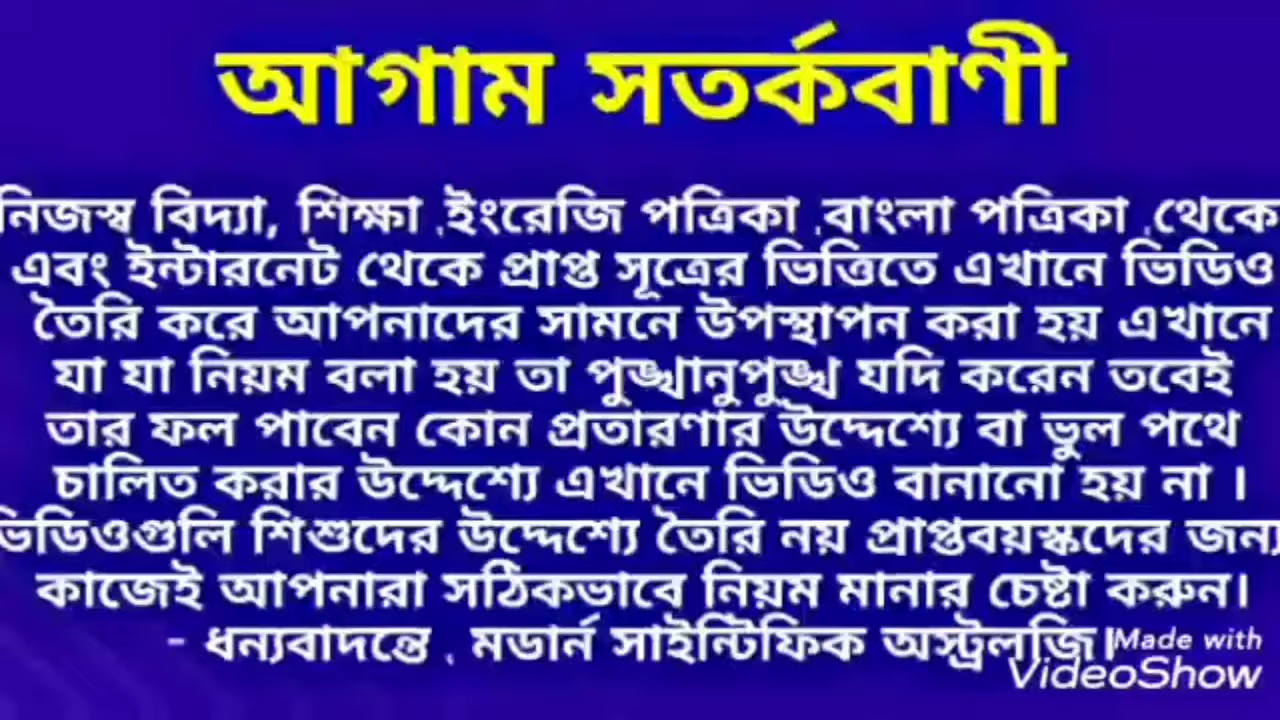 আগাম সতর্কবাণী
নিজস্ব বিদ্যা, শিক্ষা ,ইংরেজি পত্রিকা ,বাংলা পত্রিকা ,থেকে
এবং ইন্টারনেট থেকে প্রাপ্ত সূত্রের ভিত্তিতে এখানে ভিডিও
তৈরি করে আপনাদের সামনে উপস্থাপন করা হয় এখানে
যা যা নিয়ম বলা হয় তা পুঙ্খানুপুঙ্খ যদি করেন তবেই
তার ফল পাবেন কোন প্রতারণার উদ্দেশ্যে বা ভুল পথে
চালিত করার উদ্দেশ্যে এখানে ভিডিও বানানো হয় না ।
ভিডিওগুলি শিশুদের উদ্দেশ্যে তৈরি নয় প্রাপ্তবয়স্কদের জন্য
কাজেই আপনারা সঠিকভাবে নিয়ম মানার চেষ্টা করুন।
- ধন্যবাদন্তে , মডার্ন সাইন্টিফিক অস্ট্রলজি।
Made with
VideoShow